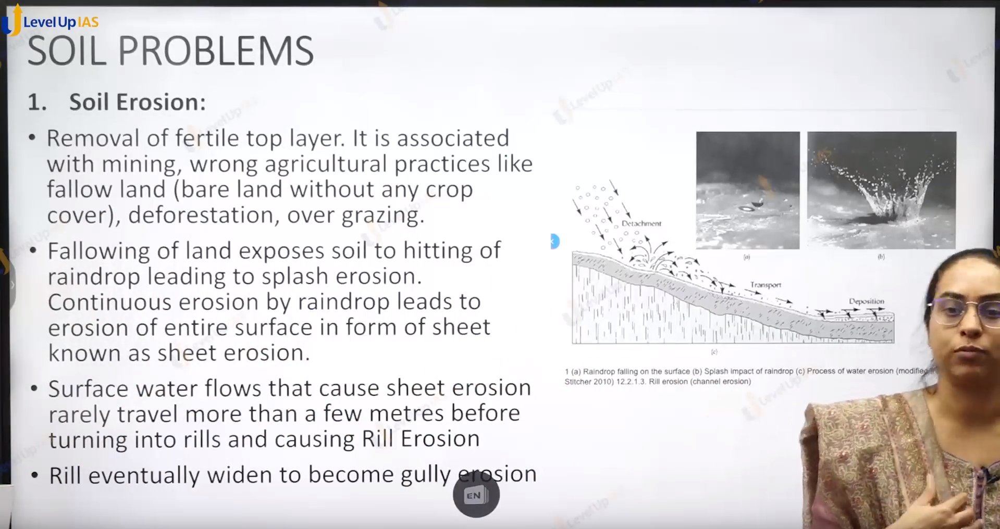 Level Up IAS
SOIL PROBLEMS
1. Soil Erosion:
• Removal of fertile top layer. It is associated
with mining, wrong agricultural practices like
fallow land (bare land without any crop
cover), deforestation, over grazing.
• Fallowing of land exposes soil to hitting of
raindrop leading to splash erosion.
Continuous erosion by raindrop leads to
erosion of entire surface in form of sheet
known as sheet erosion.
• Surface water flows that cause sheet erosion
rarely travel more than a few metres before
turning into rills and causing Rill Erosion
• Rill eventually widen to become gully erosion
EN
Detachment
Transport
Deposition
(a)
(b)
(c)
1 (a) Raindrop falling on the surface (b) Splash impact of raindrop (c) Process of water erosion (modified
Stitcher 2010) 12.2.1.3. Rill erosion (channel erosion)